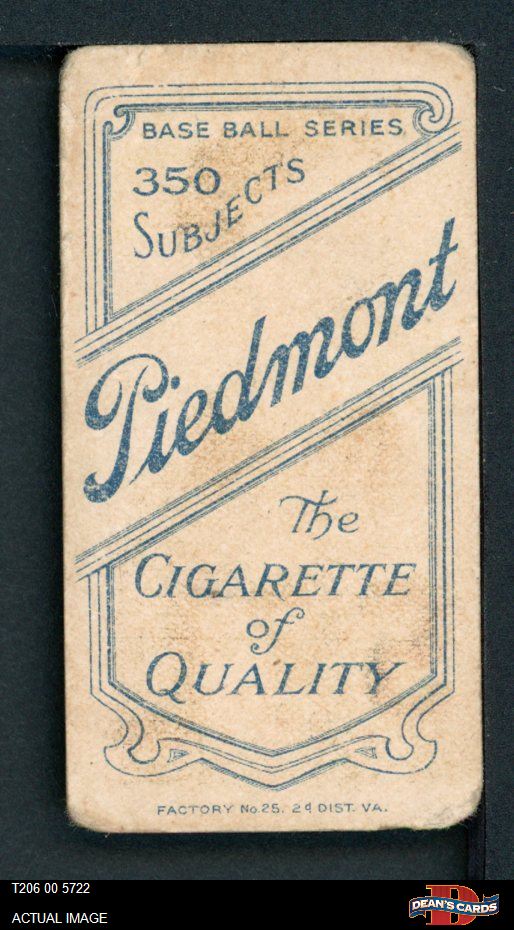 BASE BALL SERIES
350
SUBJECTS
Piedmont
The
CIGARETTE
of
QUALITY
FACTORY No. 25. 2d DIST. VA.
T206 00 5722
ACTUAL IMAGE
D
DEAN'S CARDS